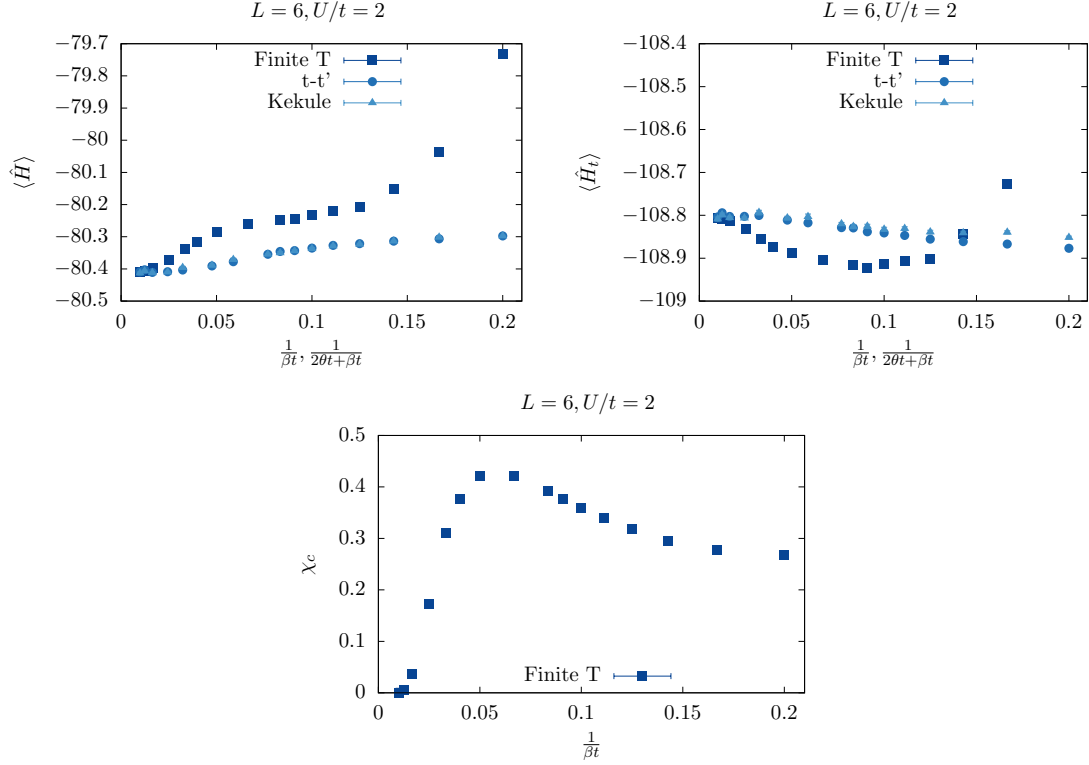 L = 6, U/t = 2
−79.7
−79.8
−79.9
−80
−80.1
−80.2
−80.3
−80.4
−80.5
⟨Ĥ⟩
Finite T
t-t'
Kekule
0 0.05 0.1 0.15 0.2
1/βt, 1/(2θt+βt)
L = 6, U/t = 2
−108.4
−108.5
−108.6
−108.7
−108.8
−108.9
−109
⟨Ĥ_t⟩
Finite T
t-t'
Kekule
0 0.05 0.1 0.15 0.2
1/βt, 1/(2θt+βt)
L = 6, U/t = 2
0.5
0.4
0.3
0.2
0.1
0
χ_c
Finite T
0 0.05 0.1 0.15 0.2
1/βt